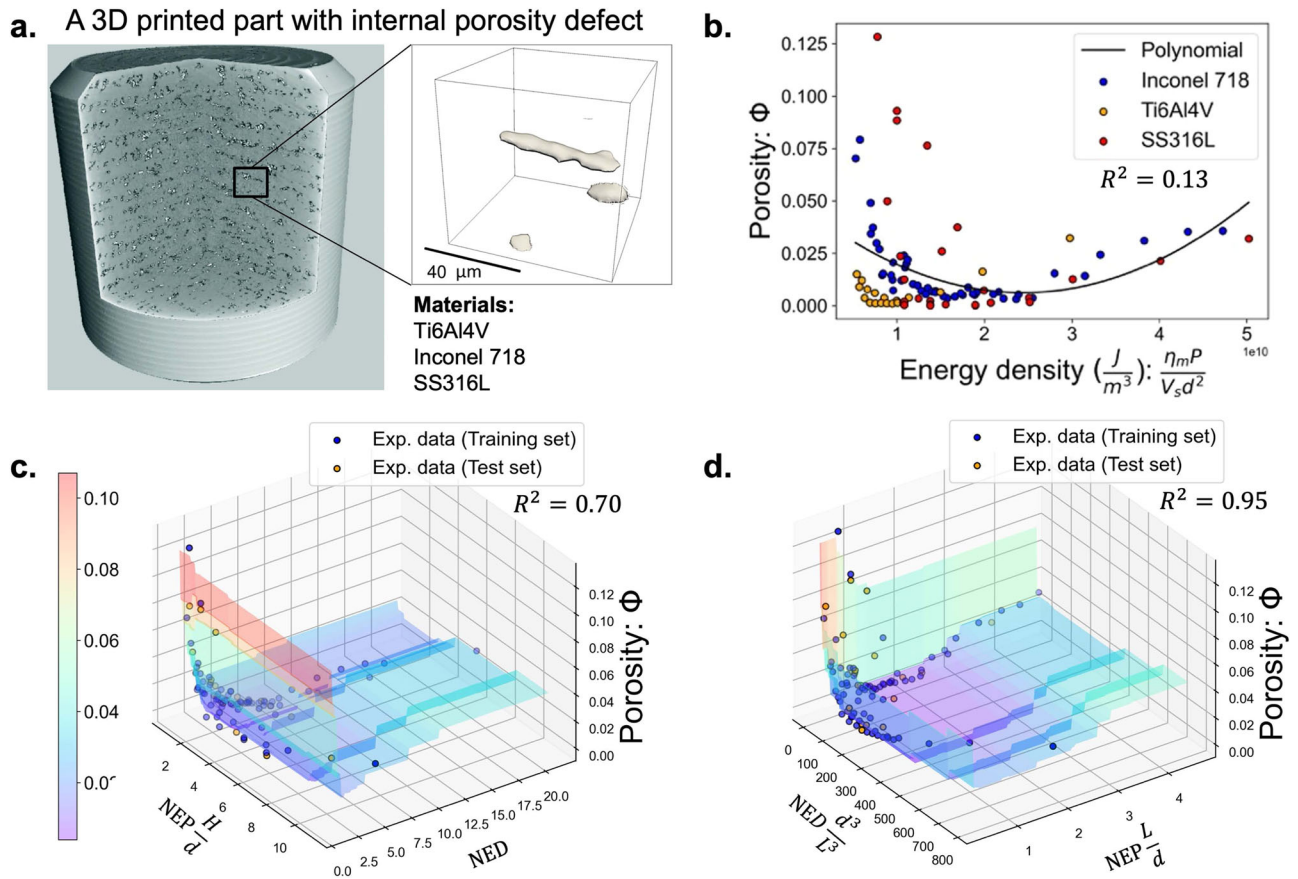 a.
A 3D printed part with internal porosity defect
40 μm
Materials:
Ti6Al4V
Inconel 718
SS316L
b.
Porosity: Φ
0.125
0.100
0.075
0.050
0.025
0.000
Polynomial
Inconel 718
Ti6Al4V
SS316L
R² = 0.13
1 2 3 4 5
1e10
Energy density (J/m³): η_m P / V_s d²
c.
Exp. data (Training set)
Exp. data (Test set)
R² = 0.70
0.10
0.08
0.06
0.04
0.0
Porosity: Φ
0.12
0.10
0.08
0.06
0.04
0.02
0.00
2 4 6 8 10
NEP H/d
0.0 2.5 5.0 7.5 10.0 12.5 15.0 17.5 20.0
NED
d.
Exp. data (Training set)
Exp. data (Test set)
R² = 0.95
Porosity: Φ
0.12
0.10
0.08
0.06
0.04
0.02
0.00
0 100 200 300 400 500 600 700 800
NED d³/L³
1 2 3 4
NEP L/d